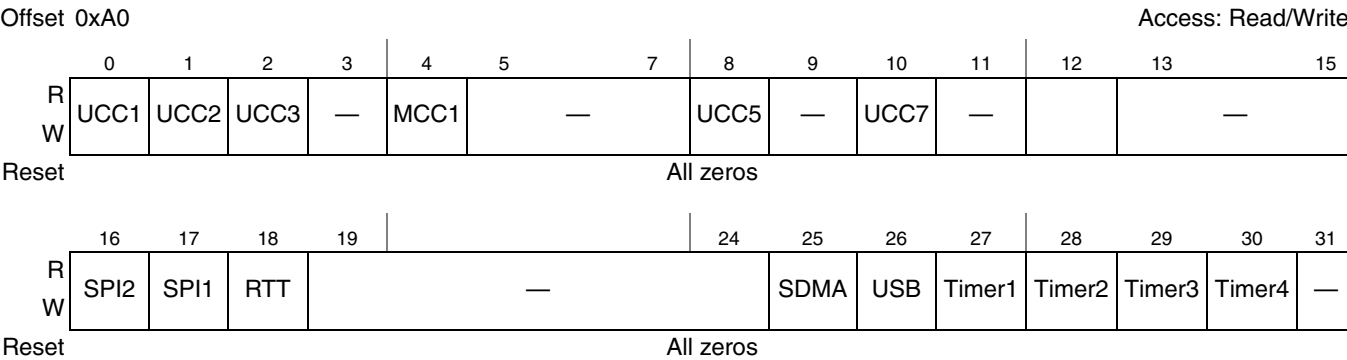 Offset 0xA0 Access: Read/Write
0 1 2 3 4 5 7 8 9 10 11 12 13 15
R
W
UCC1 UCC2 UCC3 — MCC1 — UCC5 — UCC7 — —
Reset All zeros
16 17 18 19 24 25 26 27 28 29 30 31
R
W
SPI2 SPI1 RTT — SDMA USB Timer1 Timer2 Timer3 Timer4 —
Reset All zeros